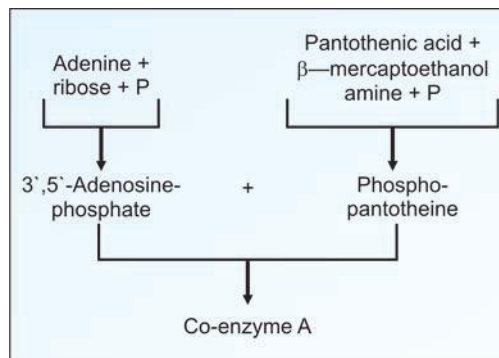 Adenine +
ribose + P
Pantothenic acid +
β—mercaptoethanol
amine + P
3`,5`-Adenosine-
phosphate
+
Phospho-
pantotheine
Co-enzyme A